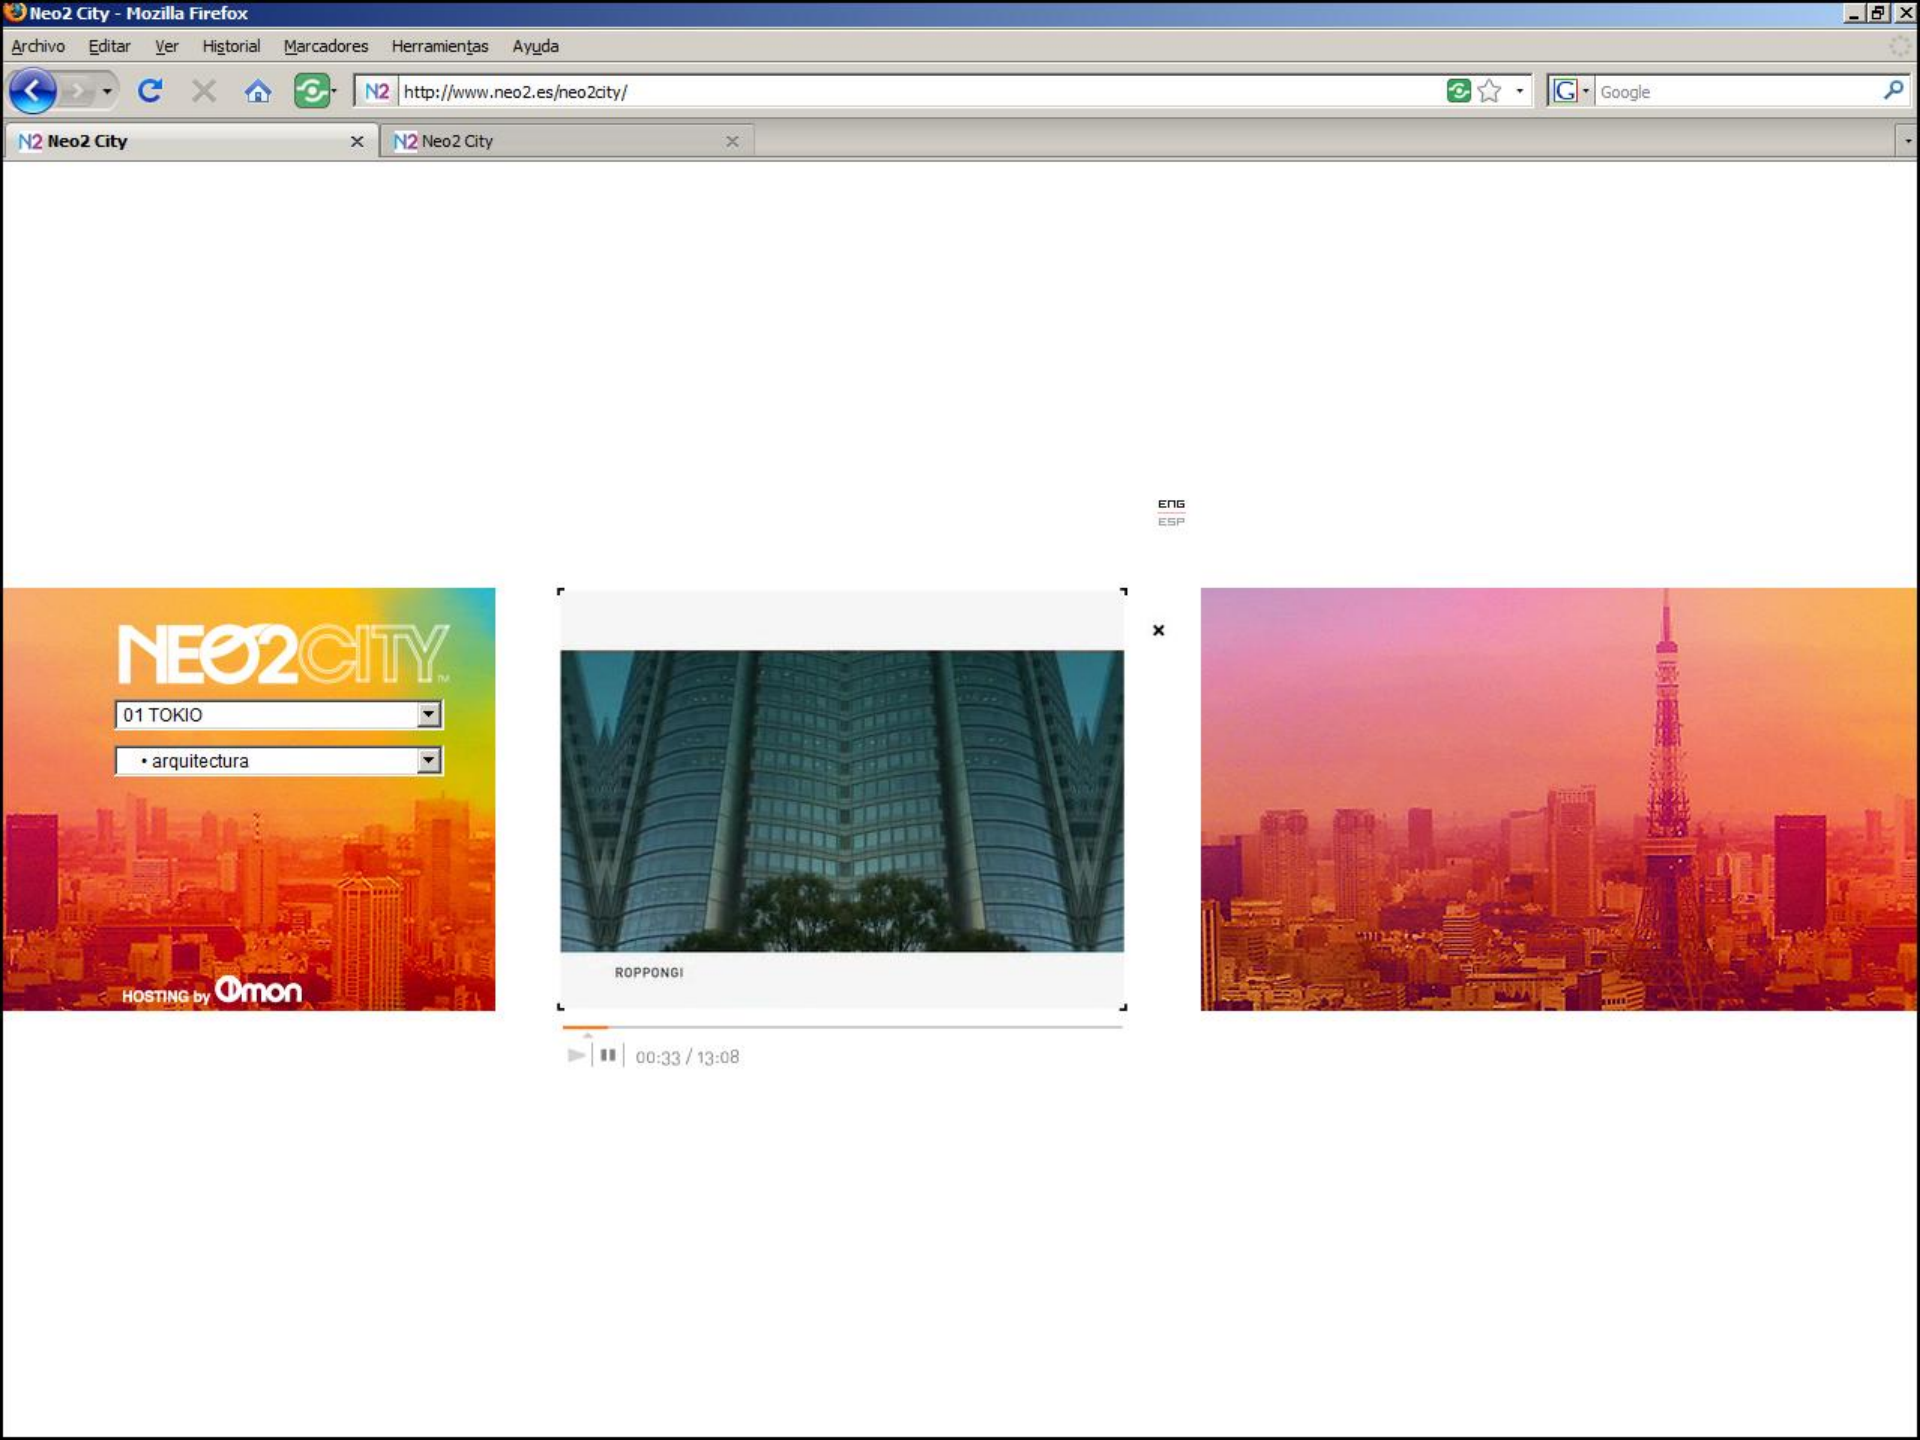 Neo2 City - Mozilla Firefox
Archivo Editar Ver Historial Marcadores Herramientas Ayuda
N2 http://www.neo2.es/neo2city/
G Google
N2 Neo2 City
N2 Neo2 City
ENG
ESP
NEO2CITY TM
01 TOKIO
• arquitectura
HOSTING by Omon
ROPPONGI
00:33 / 13:08